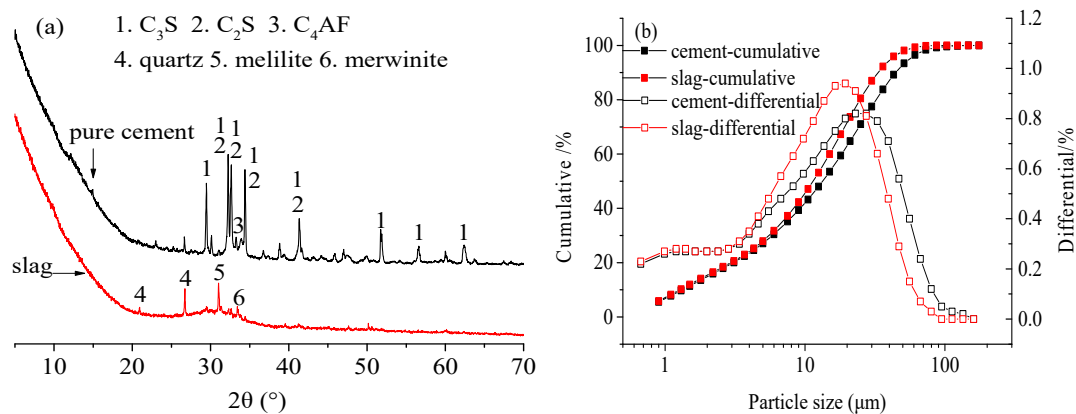 (a)
1. C₃S 2. C₂S 3. C₄AF
4. quartz 5. melilite 6. merwinite
pure cement
1
1
2
1
2
3
1
2
1
2
1
1
1
slag
4
4
5
6
10 20 30 40 50 60 70
2θ (°)
(b)
cement-cumulative
slag-cumulative
cement-differential
slag-differential
100
80
60
40
20
0
Cumulative /%
1.2
1.0
0.8
0.6
0.4
0.2
0.0
Differential/%
1 10 100
Particle size (μm)